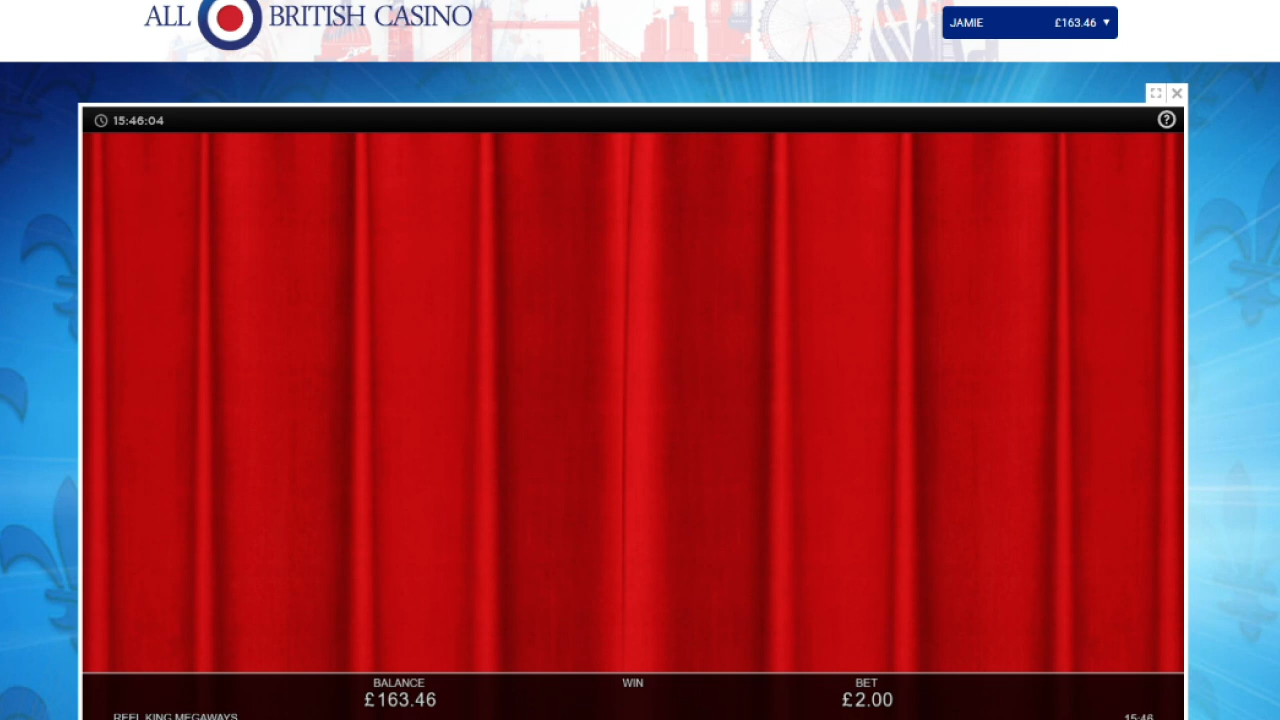 ALL BRITISH CASINO
JAMIE £163.46 ▼
15:46:04
?
BALANCE WIN BET
£163.46 £2.00
REEL KING MEGAWAYS 15:46